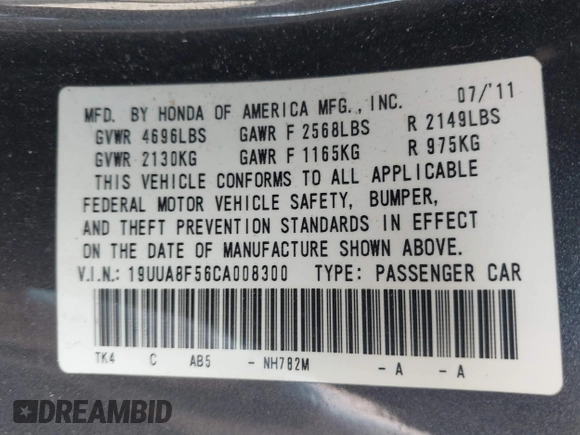 MFD. BY HONDA OF AMERICA MFG., INC. 07/'11
GVWR 4696LBS GAWR F 2568LBS R 2149LBS
GVWR 2130KG GAWR F 1165KG R 975KG
THIS VEHICLE CONFORMS TO ALL APPLICABLE
FEDERAL MOTOR VEHICLE SAFETY, BUMPER,
AND THEFT PREVENTION STANDARDS IN EFFECT
ON THE DATE OF MANUFACTURE SHOWN ABOVE.
V.I.N.: 19UUA8F56CA008300 TYPE: PASSENGER CAR
TK4 C AB5 - NH782M - A - A
DREAMBID